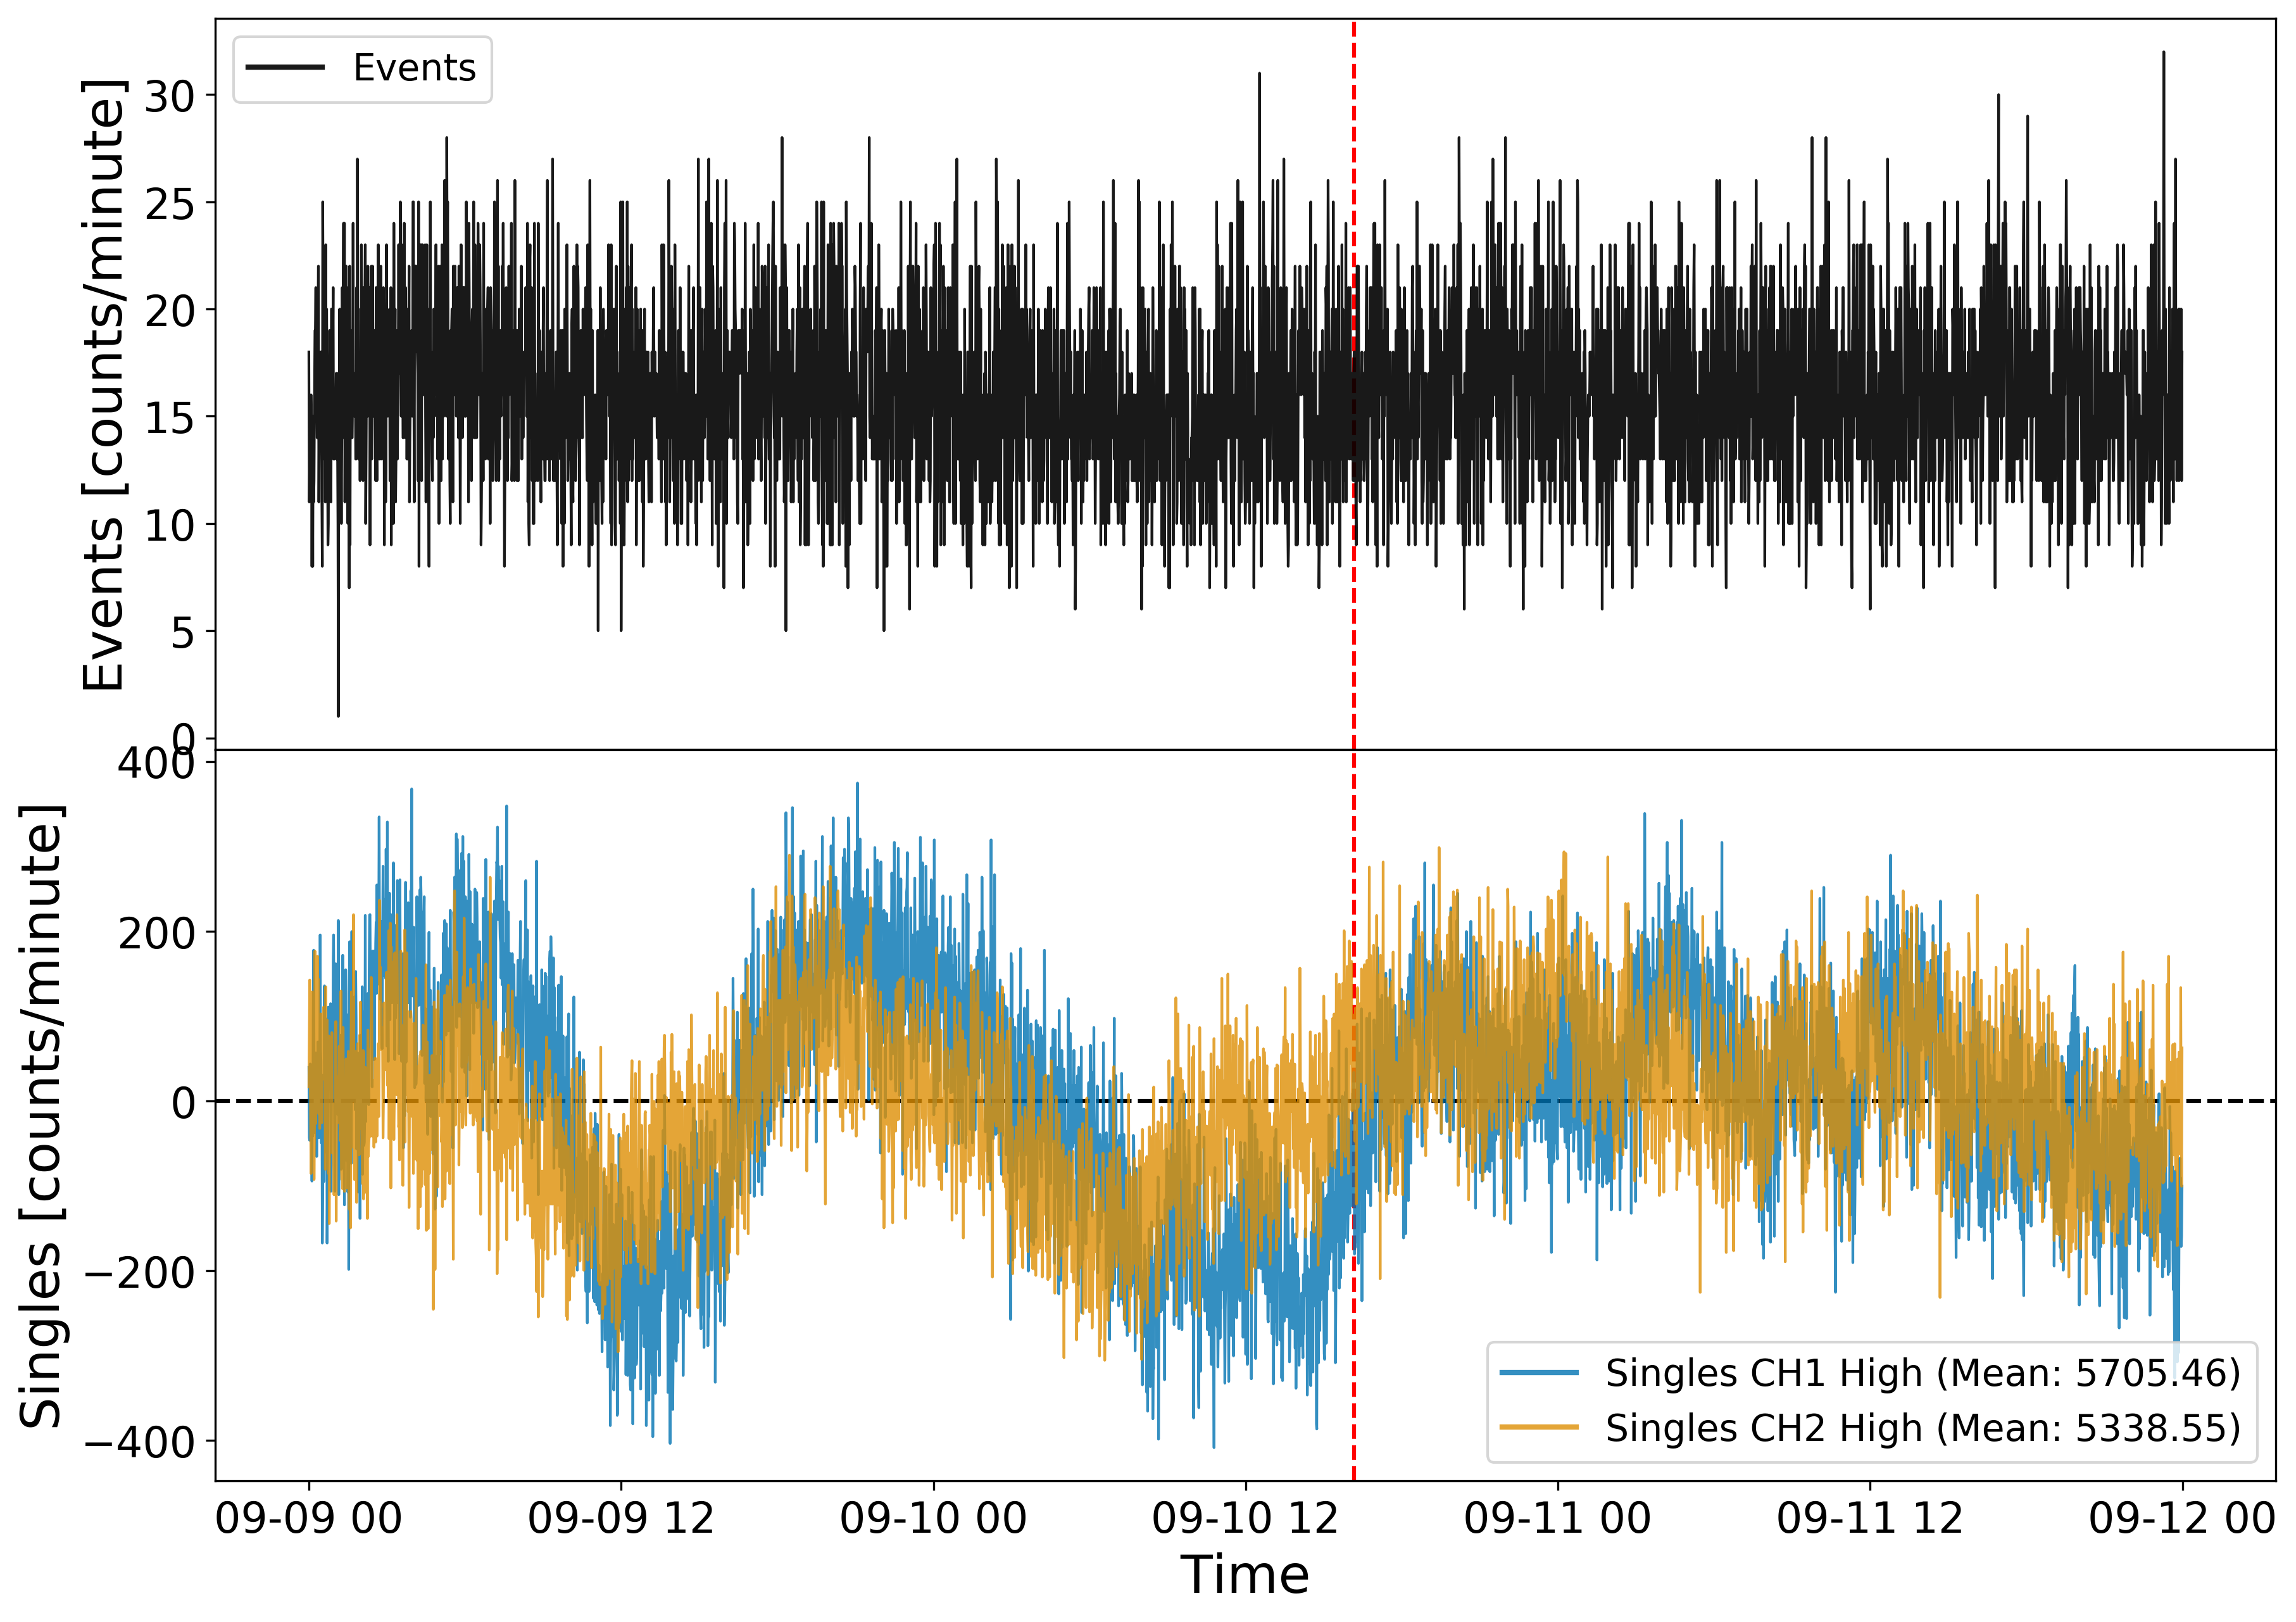 Events
Events [counts/minute]
30
25
20
15
10
5
0
400
200
0
−200
−400
Singles [counts/minute]
Singles CH1 High (Mean: 5705.46)
Singles CH2 High (Mean: 5338.55)
09-09 00 09-09 12 09-10 00 09-10 12 09-11 00 09-11 12 09-12 00
Time